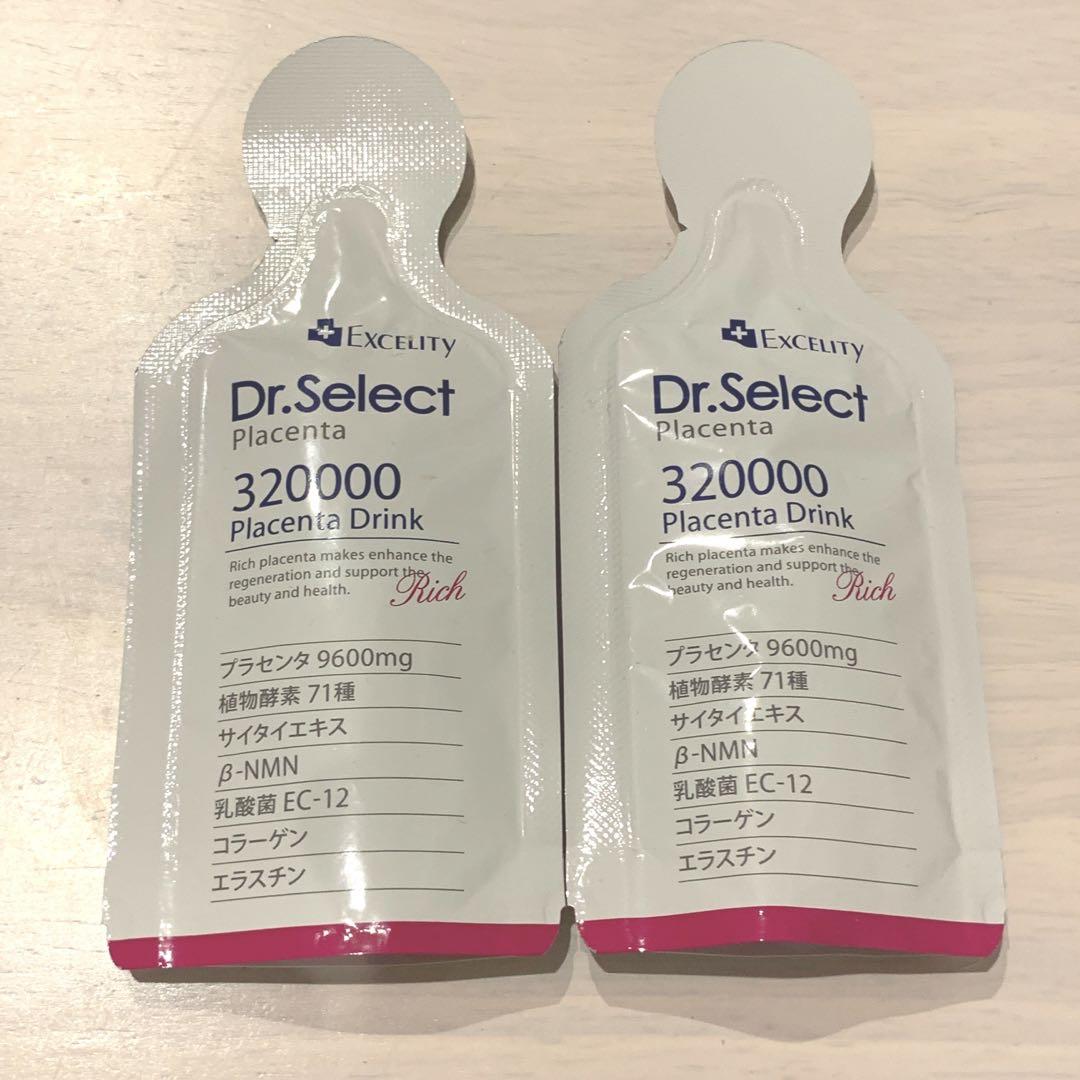 EXCELITY
Dr.Select
Placenta
320000
Placenta Drink
Rich placenta makes enhance the
regeneration and support the
beauty and health.
Rich
プラセンタ 9600mg
植物酵素 71種
サイタイエキス
β-NMN
乳酸菌 EC-12
コラーゲン
エラスチン
EXCELITY
Dr.Select
Placenta
320000
Placenta Drink
Rich placenta makes enhance the
regeneration and support the
beauty and health.
Rich
プラセンタ 9600mg
植物酵素 71種
サイタイエキス
β-NMN
乳酸菌 EC-12
コラーゲン
エラスチン